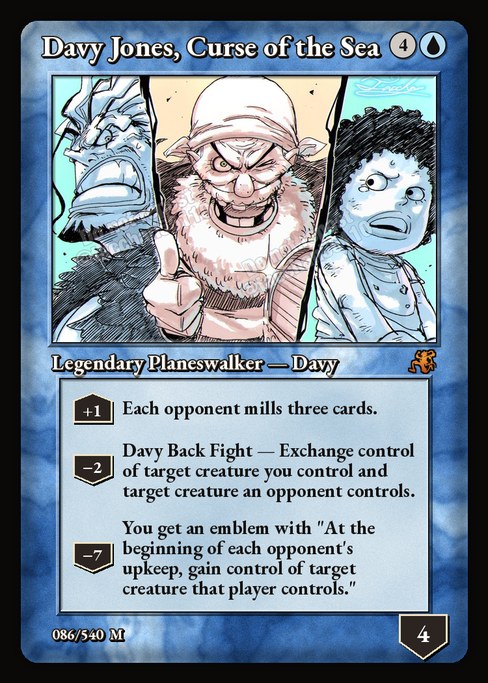 Davy Jones, Curse of the Sea 4
Legendary Planeswalker — Davy
+1 Each opponent mills three cards.
Davy Back Fight — Exchange control
−2 of target creature you control and
target creature an opponent controls.
You get an emblem with "At the
beginning of each opponent's
−7 upkeep, gain control of target
creature that player controls."
086/540 M
4